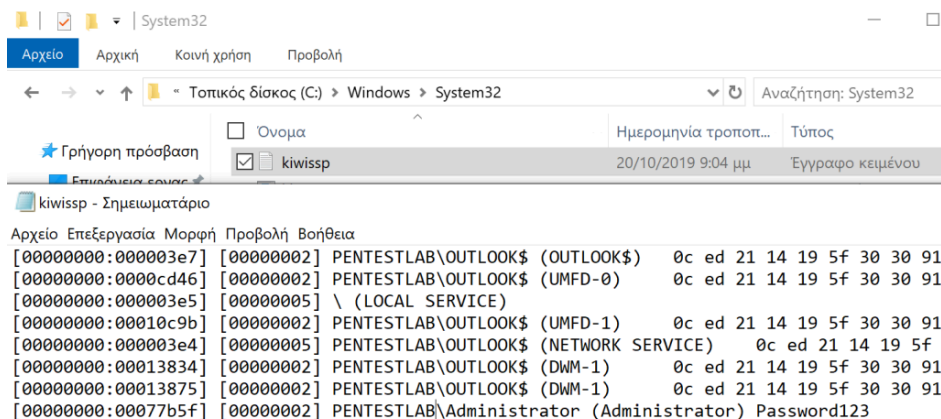 System32
Αρχείο Αρχική Κοινή χρήση Προβολή
« Τοπικός δίσκος (C:) > Windows > System32 Αναζήτηση: System32
Όνομα Ημερομηνία τροποπ... Τύπος
Γρήγορη πρόσβαση
kiwissp 20/10/2019 9:04 μμ Έγγραφο κειμένου
kiwissp - Σημειωματάριο
Αρχείο Επεξεργασία Μορφή Προβολή Βοήθεια
[00000000:000003e7] [00000002] PENTESTLAB\OUTLOOK$ (OUTLOOK$) 0c ed 21 14 19 5f 30 30 91
[00000000:0000cd46] [00000002] PENTESTLAB\OUTLOOK$ (UMFD-0) 0c ed 21 14 19 5f 30 30 91
[00000000:000003e5] [00000005] \ (LOCAL SERVICE)
[00000000:00010c9b] [00000002] PENTESTLAB\OUTLOOK$ (UMFD-1) 0c ed 21 14 19 5f 30 30 91
[00000000:000003e4] [00000005] PENTESTLAB\OUTLOOK$ (NETWORK SERVICE) 0c ed 21 14 19 5f
[00000000:00013834] [00000002] PENTESTLAB\OUTLOOK$ (DWM-1) 0c ed 21 14 19 5f 30 30 91
[00000000:00013875] [00000002] PENTESTLAB\OUTLOOK$ (DWM-1) 0c ed 21 14 19 5f 30 30 91
[00000000:00077b5f] [00000002] PENTESTLAB\Administrator (Administrator) Password123